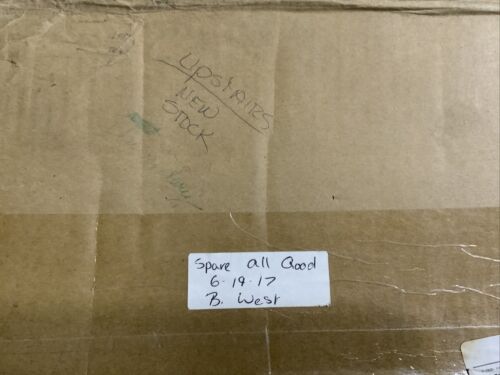 UPSTAIRS
NEW
STOCK
Spare all Good
6-19-17
B. West